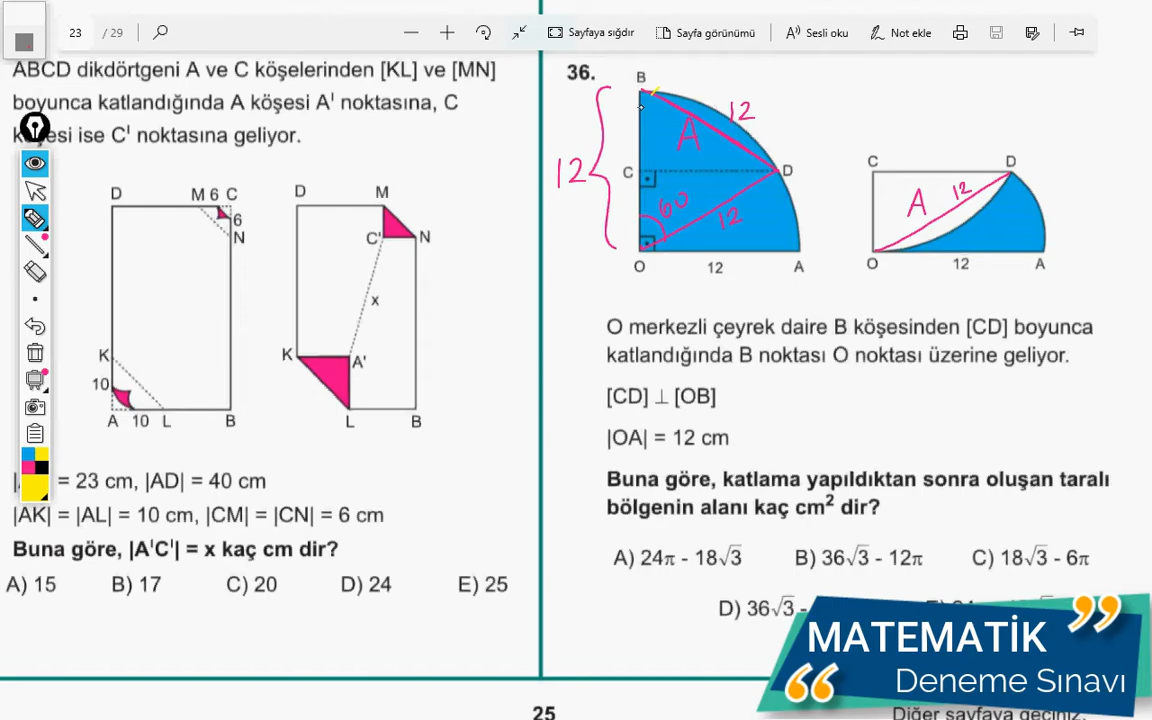 23 / 29
Sayfaya sığdır
Sayfa görünümü
Sesli oku
Not ekle
ABCD dikdörtgeni A ve C köşelerinden [KL] ve [MN]
boyunca katlandığında A köşesi A' noktasına, C
köşesi ise C' noktasına geliyor.
D M 6 C
6
N
K
10
A 10 L B
D M
C' N
x
K A'
L B
= 23 cm, |AD| = 40 cm
|AK| = |AL| = 10 cm, |CM| = |CN| = 6 cm
Buna göre, |A'C'| = x kaç cm dir?
A) 15 B) 17 C) 20 D) 24 E) 25
36.
B
12
A
12
C D
60
12
O 12 A
C D
A 12
O 12 A
O merkezli çeyrek daire B köşesinden [CD] boyunca
katlandığında B noktası O noktası üzerine geliyor.
[CD] ⊥ [OB]
|OA| = 12 cm
Buna göre, katlama yapıldıktan sonra oluşan taralı
bölgenin alanı kaç cm² dir?
A) 24π - 18√3 B) 36√3 - 12π C) 18√3 - 6π
D) 36√3 -
MATEMATİK
Deneme Sınavı
25
Diğer sayfaya geçiniz.